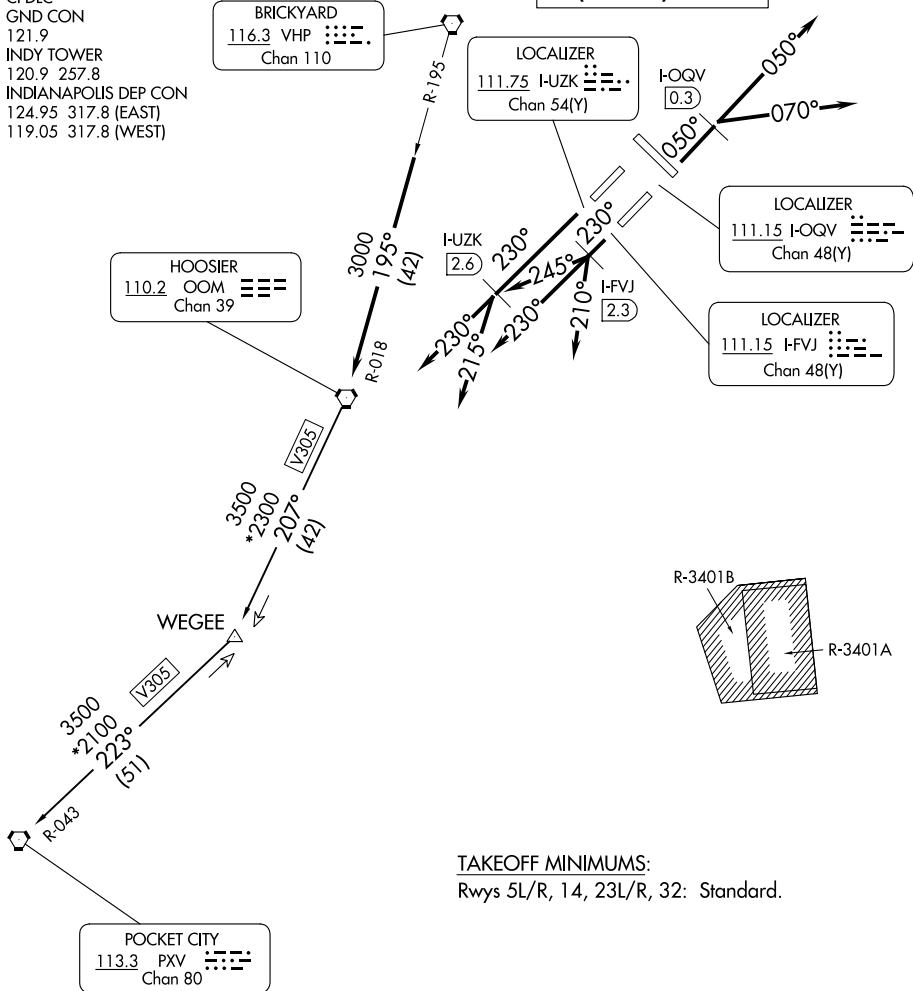 GND CON
121.9
INDY TOWER
120.9 257.8
INDIANAPOLIS DEP CON
124.95 317.8 (EAST)
119.05 317.8 (WEST)
BRICKYARD
116.3 VHP
Chan 110
R-195
LOCALIZER
111.75 I-UZK
Chan 54(Y)
I-OQV
0.3
050°
050°
070°
LOCALIZER
111.15 I-OQV
Chan 48(Y)
LOCALIZER
111.15 I-FVJ
Chan 48(Y)
I-UZK
2.6
230°
230°
245°
I-FVJ
2.3
230°
215°
230°
210°
3000
195°
(42)
HOOSIER
110.2 OOM
Chan 39
R-018
V305
3500
*2300
207°
(42)
WEGEE
V305
3500
*2100
223°
(51)
R-043
R-3401B
R-3401A
POCKET CITY
113.3 PXV
Chan 80
TAKEOFF MINIMUMS:
Rwys 5L/R, 14, 23L/R, 32: Standard.